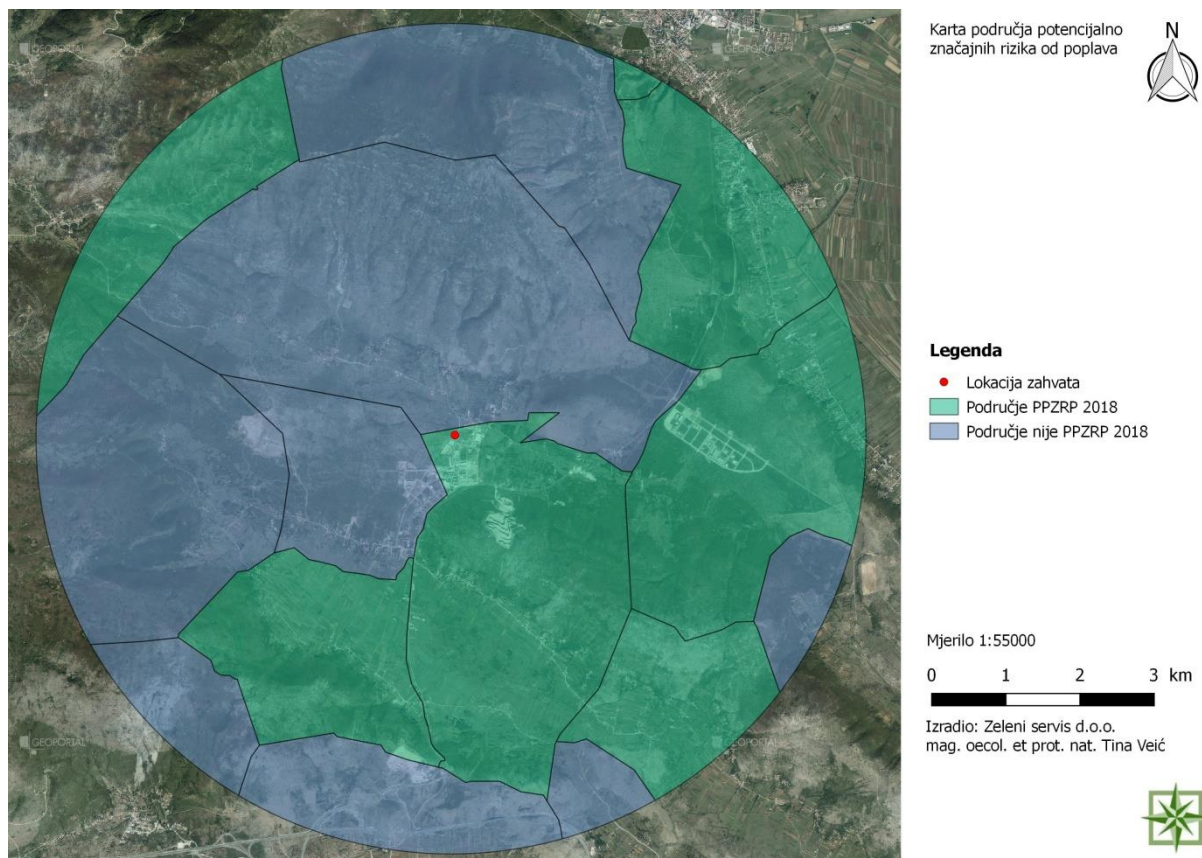 GEOPORTAL
GEOPORTAL
GEOPORTAL
GEOPORTAL
Karta područja potencijalno
značajnih rizika od poplava
N
Legenda
Lokacija zahvata
Područje PPZRP 2018
Područje nije PPZRP 2018
Mjerilo 1:55000
0 1 2 3 km
Izradio: Zeleni servis d.o.o.
mag. oecol. et prot. nat. Tina Veić